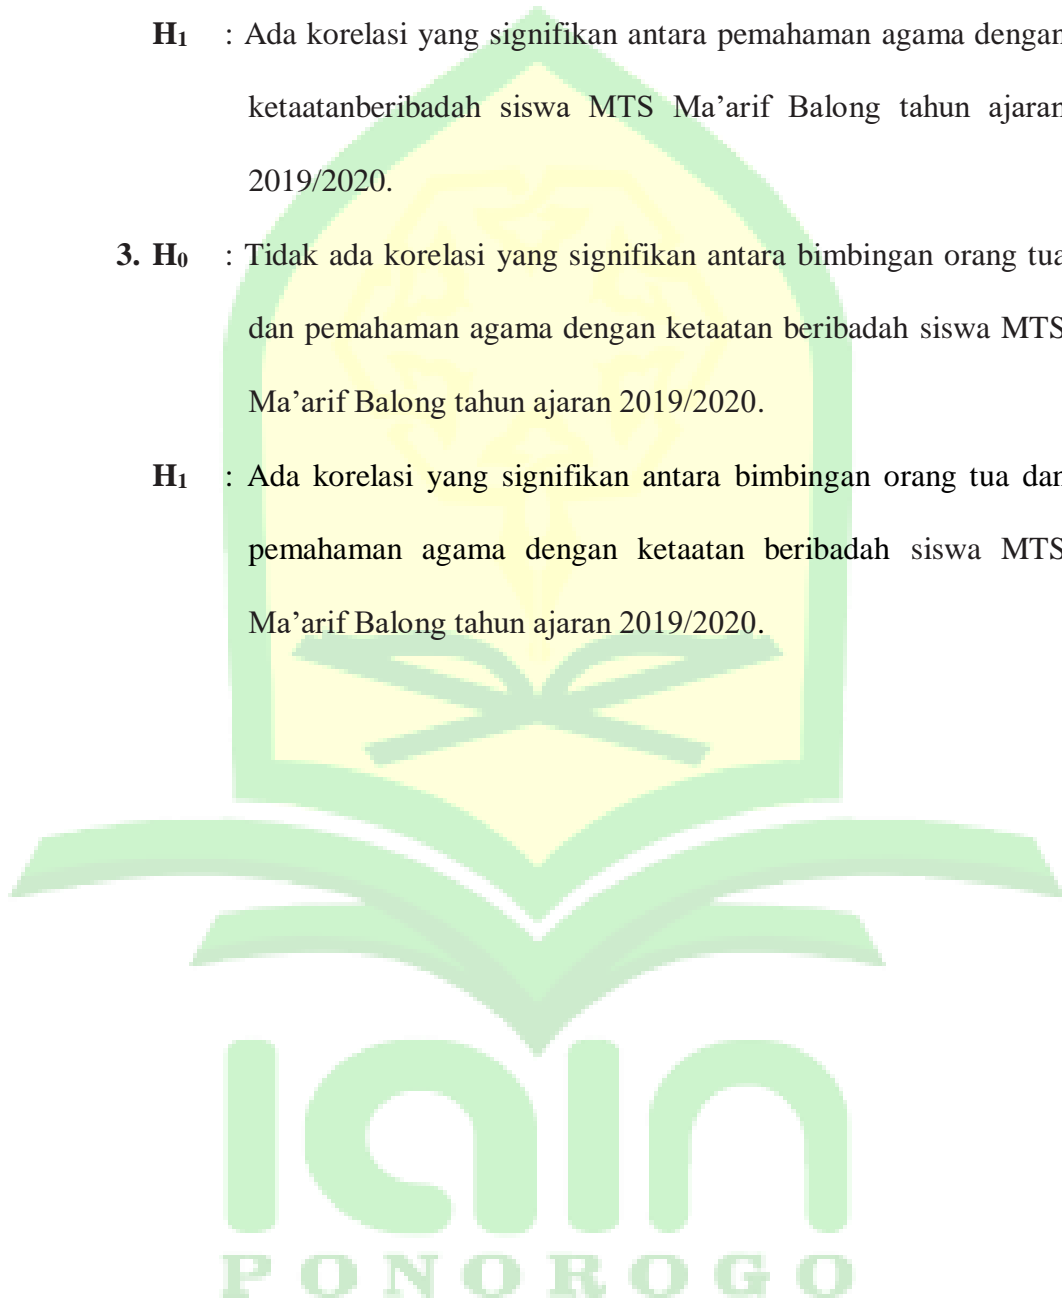 H₁ : Ada korelasi yang signifikan antara pemahaman agama dengan
ketaatanberibadah siswa MTS Ma’arif Balong tahun ajaran
2019/2020.
3. H₀ : Tidak ada korelasi yang signifikan antara bimbingan orang tua
dan pemahaman agama dengan ketaatan beribadah siswa MTS
Ma’arif Balong tahun ajaran 2019/2020.
H₁ : Ada korelasi yang signifikan antara bimbingan orang tua dan
pemahaman agama dengan ketaatan beribadah siswa MTS
Ma’arif Balong tahun ajaran 2019/2020.
iain
PONOROGO